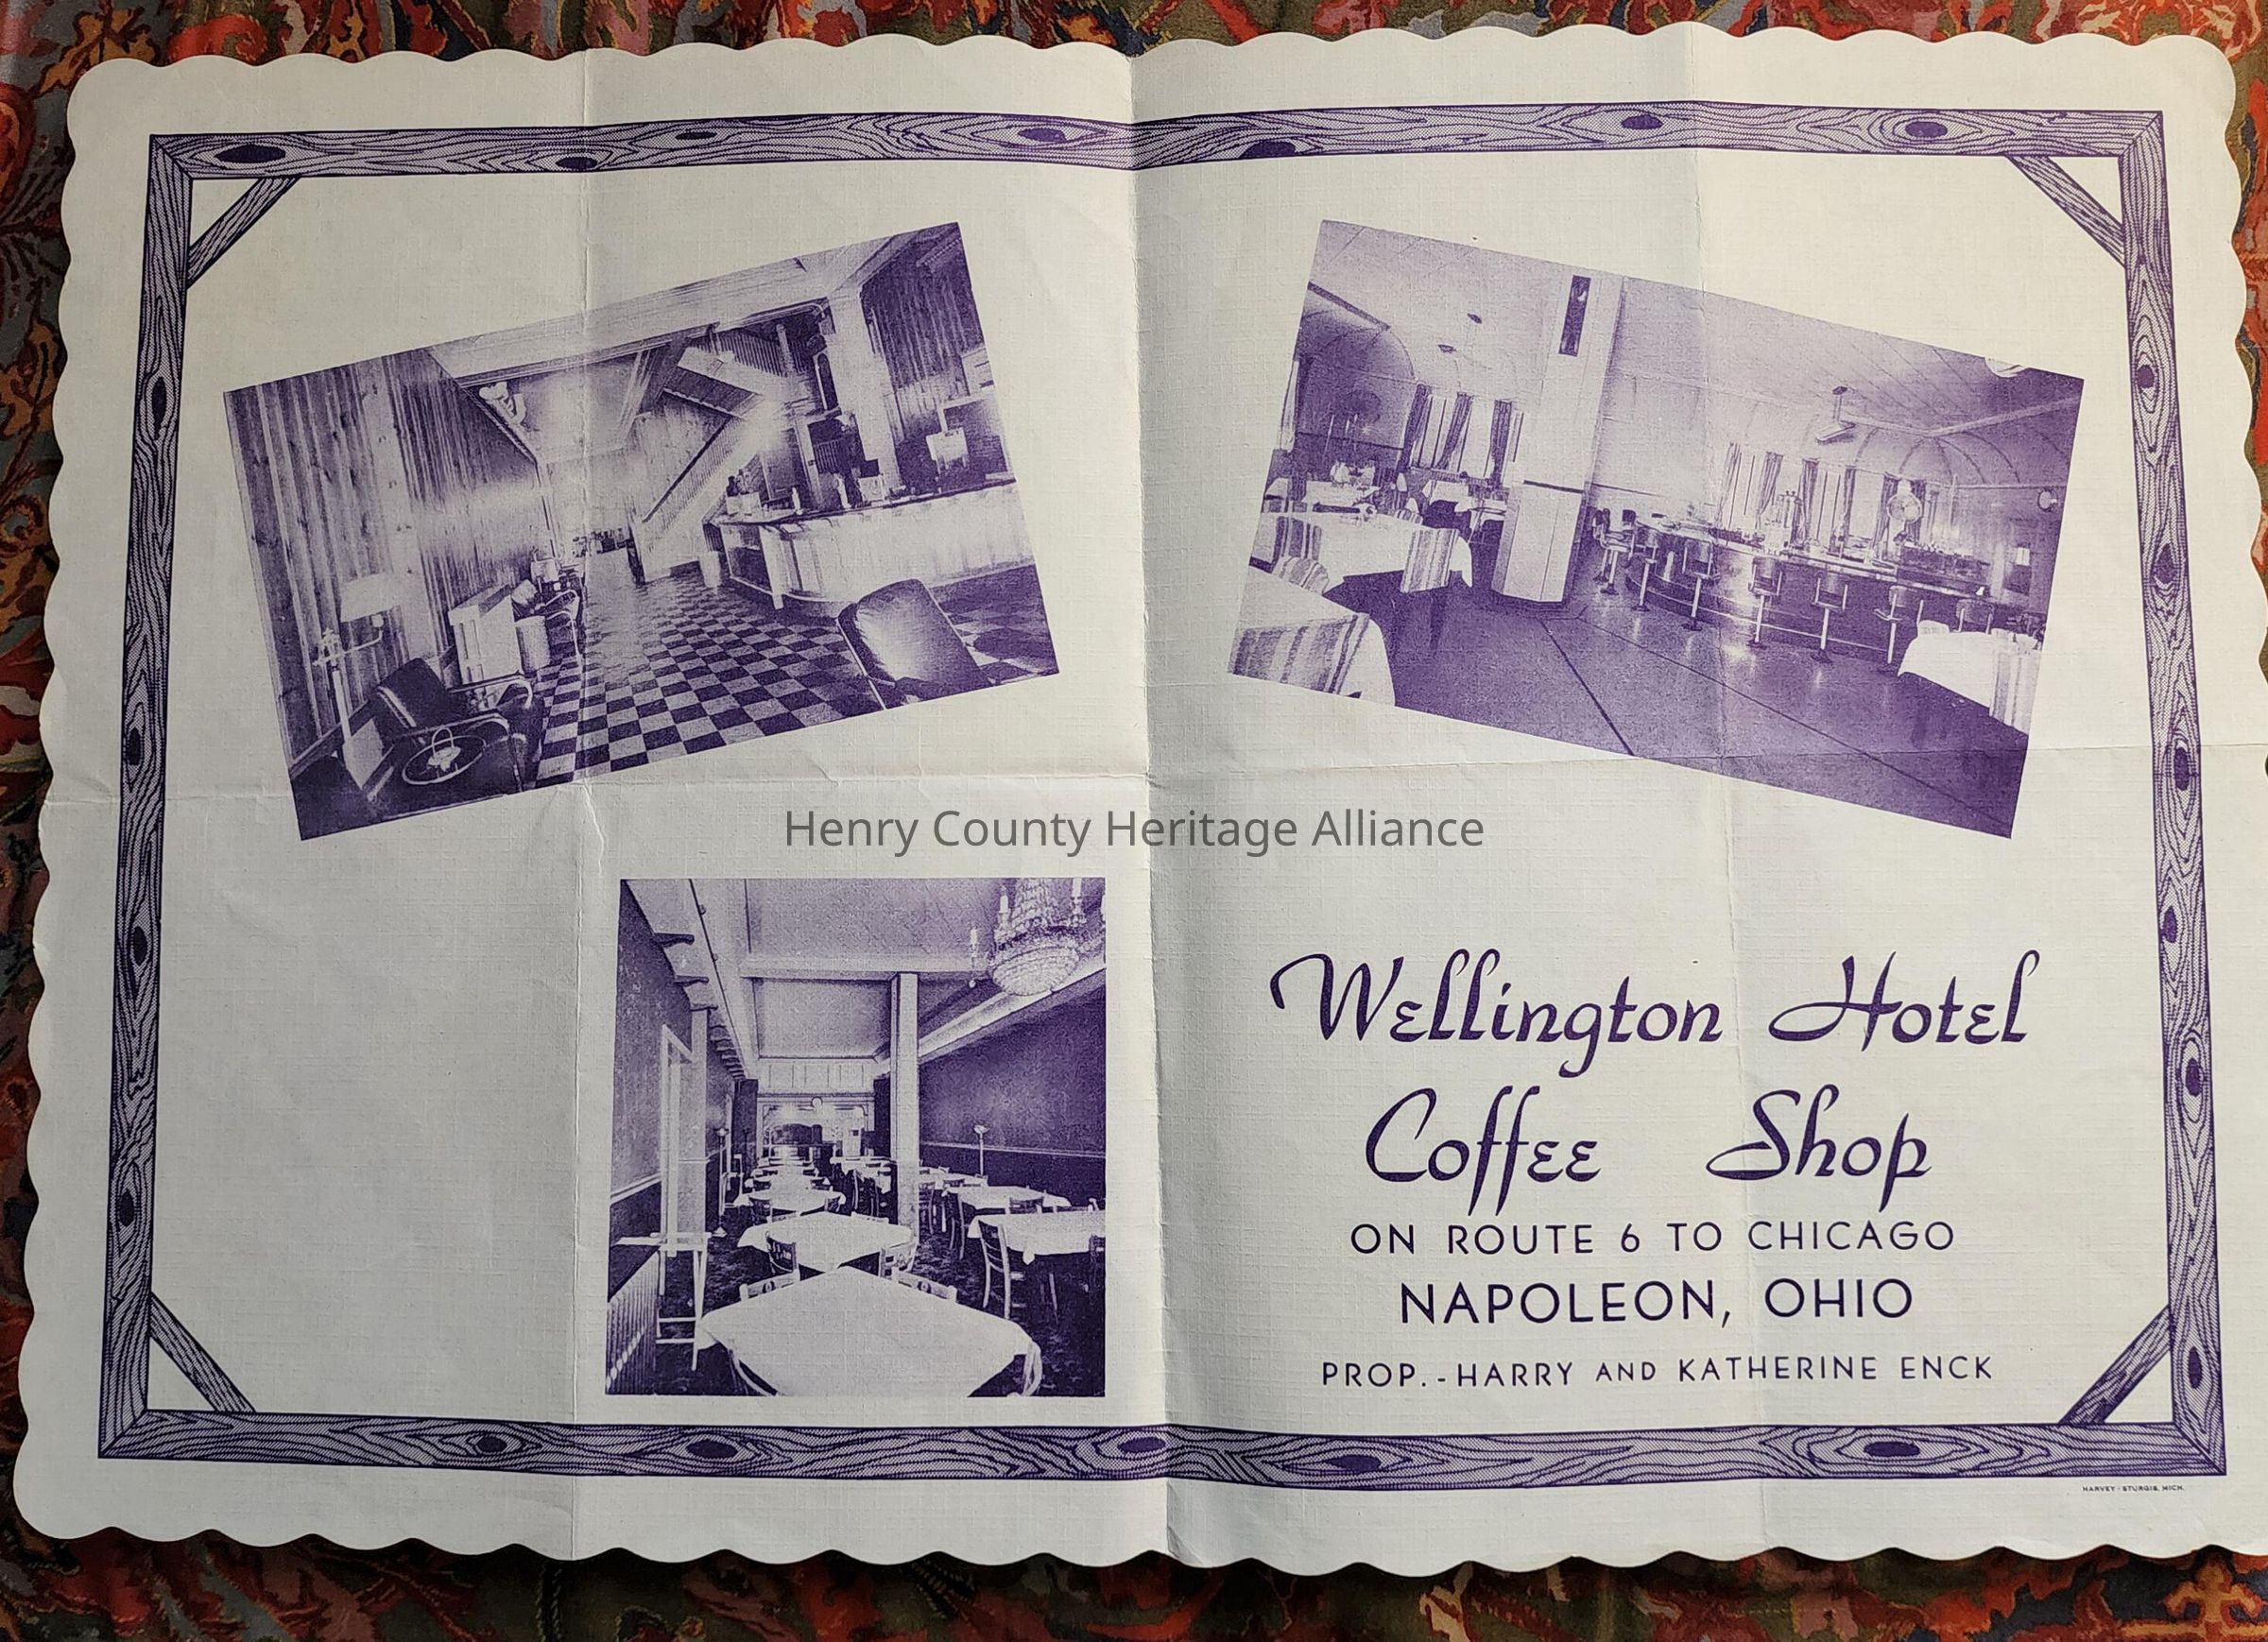 Henry County Heritage Alliance
Wellington Hotel
Coffee Shop
ON ROUTE 6 TO CHICAGO
NAPOLEON, OHIO
PROP.-HARRY AND KATHERINE ENCK
HARVEY - STURGIS, MICH.